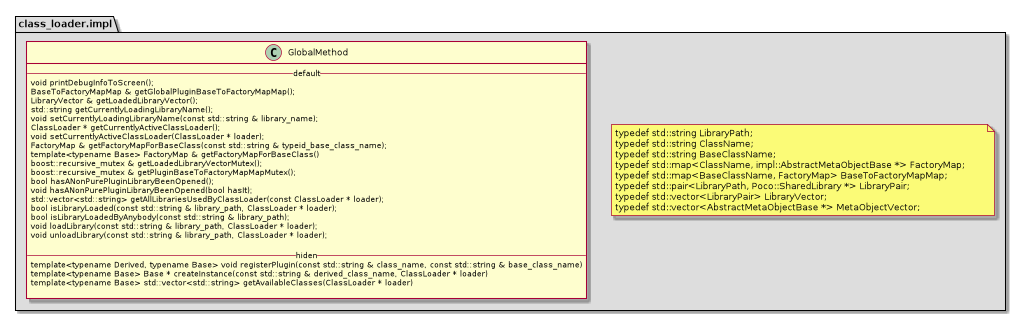 class_loader.impl
C GlobalMethod
default
void printDebugInfoToScreen();
BaseToFactoryMapMap & getGlobalPluginBaseToFactoryMapMap();
LibraryVector & getLoadedLibraryVector();
std::string getCurrentlyLoadingLibraryName();
void setCurrentlyLoadingLibraryName(const std::string & library_name);
ClassLoader * getCurrentlyActiveClassLoader();
void setCurrentlyActiveClassLoader(ClassLoader * loader);
FactoryMap & getFactoryMapForBaseClass(const std::string & typeid_base_class_name);
template<typename Base> FactoryMap & getFactoryMapForBaseClass()
boost::recursive_mutex & getLoadedLibraryVectorMutex();
boost::recursive_mutex & getPluginBaseToFactoryMapMapMutex();
bool hasANonPurePluginLibraryBeenOpened();
void hasANonPurePluginLibraryBeenOpened(bool hasIt);
std::vector<std::string> getAllLibrariesUsedByClassLoader(const ClassLoader * loader);
bool isLibraryLoaded(const std::string & library_path, ClassLoader * loader);
bool isLibraryLoadedByAnybody(const std::string & library_path);
void loadLibrary(const std::string & library_path, ClassLoader * loader);
void unloadLibrary(const std::string & library_path, ClassLoader * loader);
hiden
template<typename Derived, typename Base> void registerPlugin(const std::string & class_name, const std::string & base_class_name)
template<typename Base> Base * createInstance(const std::string & derived_class_name, ClassLoader * loader)
template<typename Base> std::vector<std::string> getAvailableClasses(ClassLoader * loader)
typedef std::string LibraryPath;
typedef std::string ClassName;
typedef std::string BaseClassName;
typedef std::map<ClassName, impl::AbstractMetaObjectBase *> FactoryMap;
typedef std::map<BaseClassName, FactoryMap> BaseToFactoryMapMap;
typedef std::pair<LibraryPath, Poco::SharedLibrary *> LibraryPair;
typedef std::vector<LibraryPair> LibraryVector;
typedef std::vector<AbstractMetaObjectBase *> MetaObjectVector;